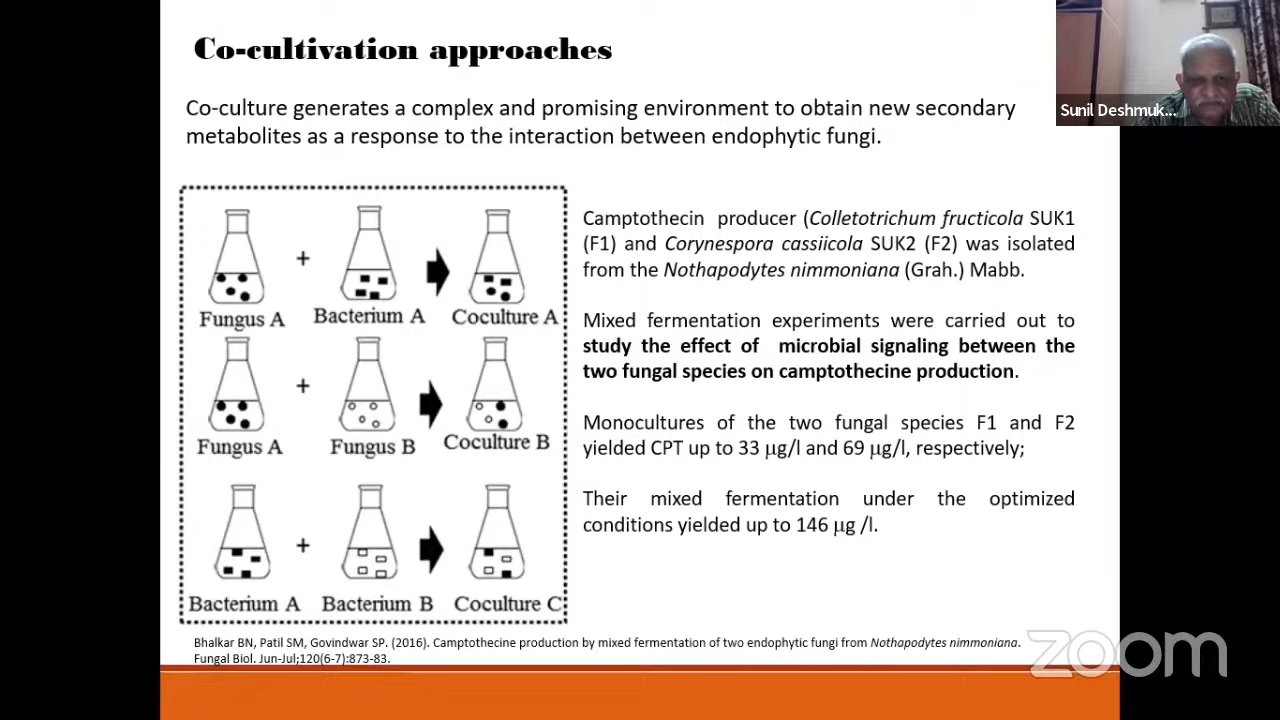 Co-cultivation approaches
Sunil Deshmuk...
Co-culture generates a complex and promising environment to obtain new secondary
metabolites as a response to the interaction between endophytic fungi.
Fungus A + Bacterium A Coculture A
Fungus A + Fungus B Coculture B
Bacterium A + Bacterium B Coculture C
Camptothecin producer (Colletotrichum fructicola SUK1
(F1) and Corynespora cassiicola SUK2 (F2) was isolated
from the Nothapodytes nimmoniana (Grah.) Mabb.
Mixed fermentation experiments were carried out to
study the effect of microbial signaling between the
two fungal species on camptothecine production.
Monocultures of the two fungal species F1 and F2
yielded CPT up to 33 µg/l and 69 µg/l, respectively;
Their mixed fermentation under the optimized
conditions yielded up to 146 µg /l.
Bhalkar BN, Patil SM, Govindwar SP. (2016). Camptothecine production by mixed fermentation of two endophytic fungi from Nothapodytes nimmoniana.
Fungal Biol. Jun-Jul;120(6-7):873-83.
zoom